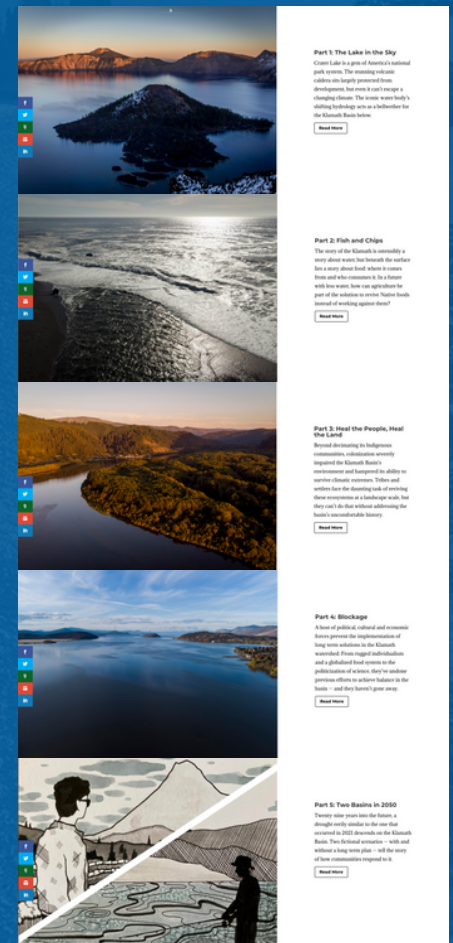 Part 1: The Lake in the Sky
Crater Lake is a gem of America's national
park system. The stunning volcanic
caldera sits largely protected from
development, but even it can't escape a
changing climate. The iconic water body's
shifting hydrology acts as a bellwether for
the Klamath Basin below.
Read More
Part 2: Fish and Chips
The story of the Klamath is ostensibly a
story about water, but beneath the surface
lies a story about food: where it comes
from and who consumes it. In a future
with less water, how can agriculture be
part of the solution to revive Native foods
instead of working against them?
Read More
Part 3: Heal the People, Heal
the Land
Beyond decimating its Indigenous
communities, colonization severely
impaired the Klamath Basin's
environment and hampered its ability to
survive climatic extremes. Tribes and
settlers face the daunting task of reviving
these ecosystems at a landscape scale, but
they can't do that without addressing the
basin's uncomfortable history.
Read More
Part 4: Blockage
A host of political, cultural and economic
forces prevent the implementation of
long-term solutions in the Klamath
watershed. From rugged individualism
and a globalized food system to the
politicization of science, they've undone
previous efforts to achieve balance in the
basin — and they haven't gone away.
Read More
Part 5: Two Basins in 2050
Twenty-nine years into the future, a
drought eerily similar to the one that
occurred in 2021 descends on the Klamath
Basin. Two fictional scenarios — with and
without a long-term plan — tell the story
of how communities respond to it.
Read More